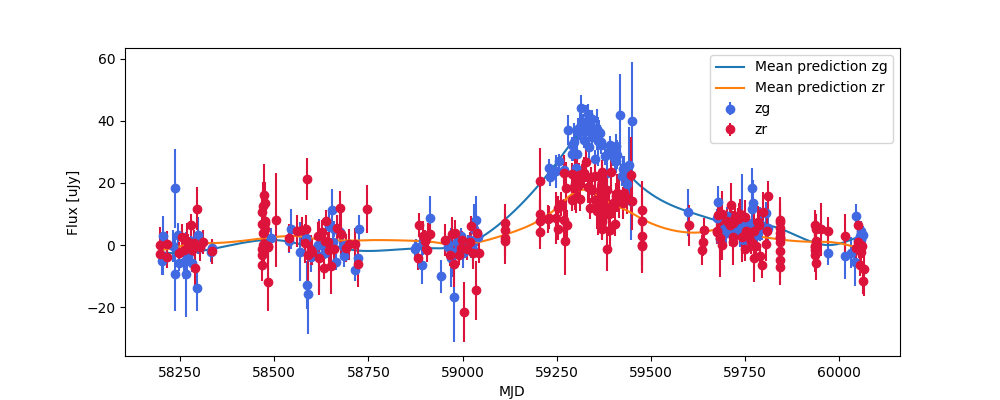 60
40
20
0
−20
Flux [uJy]
58250 58500 58750 59000 59250 59500 59750 60000
MJD
Mean prediction zg
Mean prediction zr
zg
zr